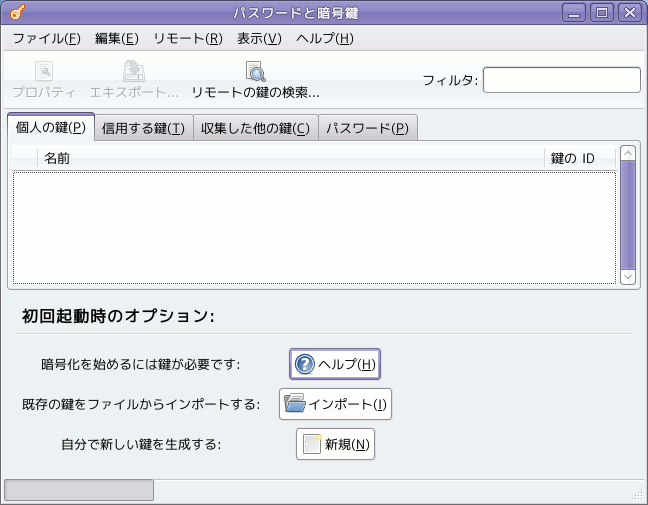 パスワードと暗号鍵
ファイル(F) 編集(E) リモート(R) 表示(V) ヘルプ(H)
プロパティ エキスポート... リモートの鍵の検索... フィルタ:
個人の鍵(P) 信用する鍵(T) 収集した他の鍵(C) パスワード(P)
名前 鍵の ID
初回起動時のオプション:
暗号化を始めるには鍵が必要です: ヘルプ(H)
既存の鍵をファイルからインポートする: インポート(I)
自分で新しい鍵を生成する: 新規(N)